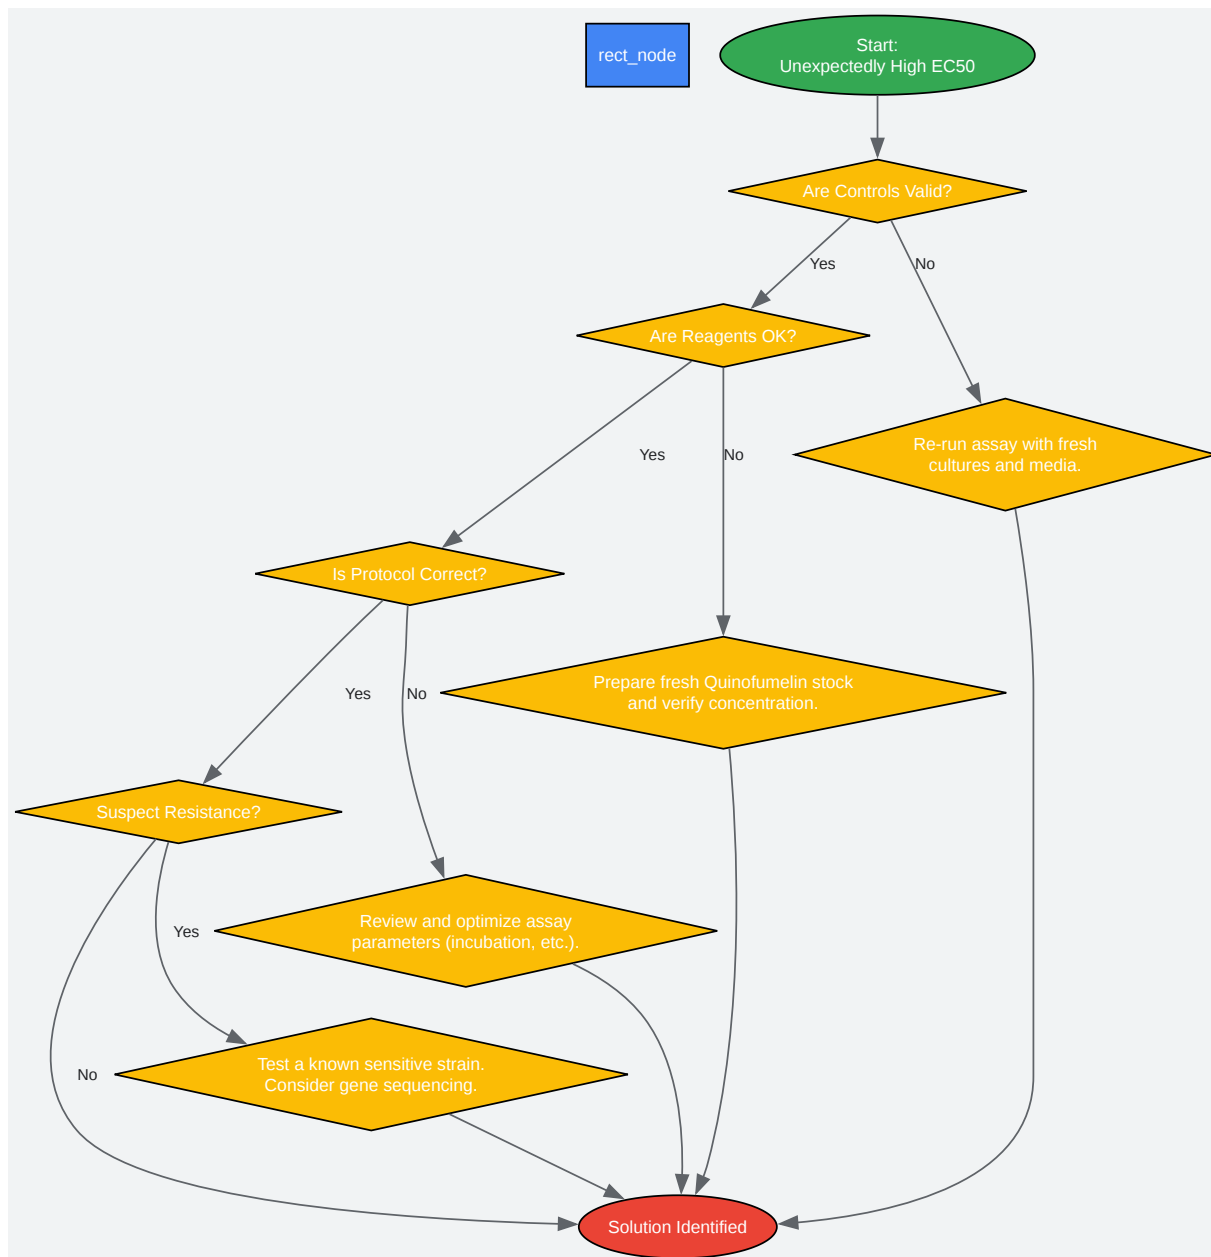 rect_node
Start:
Unexpectedly High EC50
Are Controls Valid?
Yes
No
Are Reagents OK?
Re-run assay with fresh
cultures and media.
Yes
No
Is Protocol Correct?
Prepare fresh Quinofumelin stock
and verify concentration.
Yes
No
Suspect Resistance?
Review and optimize assay
parameters (incubation, etc.).
Yes
Test a known sensitive strain.
Consider gene sequencing.
No
Solution Identified